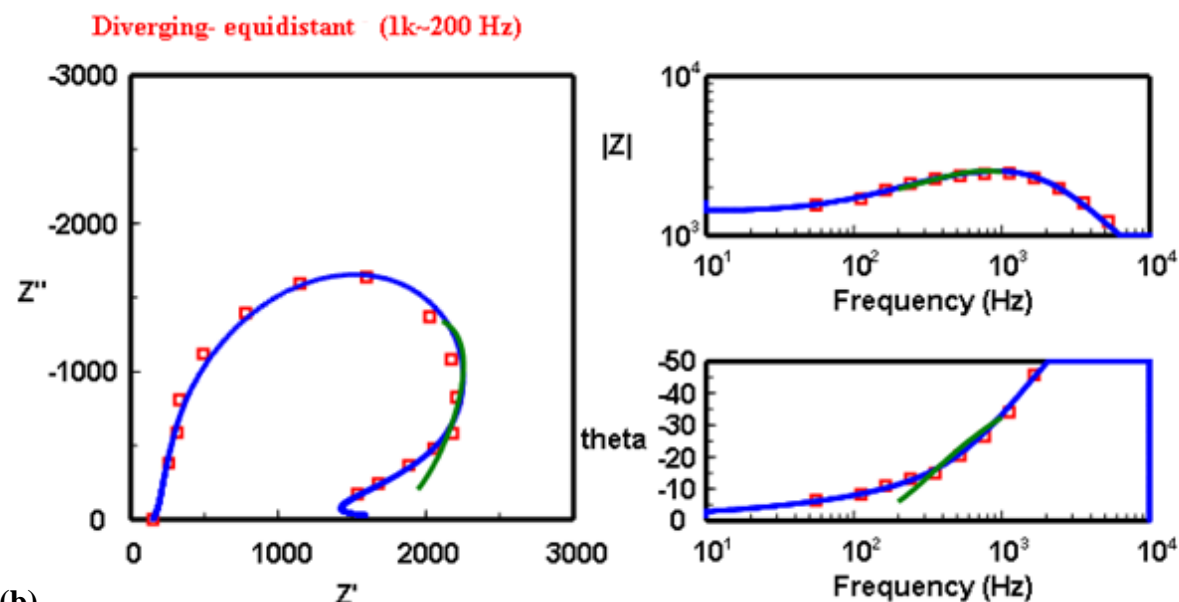 Diverging- equidistant (1k~200 Hz)
-3000
-2000
Z''
-1000
0
0 1000 2000 3000
Z'
(b)
10⁴
|Z|
10³
10¹ 10² 10³ 10⁴
Frequency (Hz)
-50
-40
-30
theta
-20
-10
0
10¹ 10² 10³ 10⁴
Frequency (Hz)